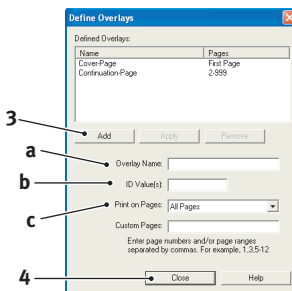 Define Overlays
Defined Overlays:
Name Pages
Cover-Page First Page
Continuation-Page 2-999
3
Add Apply Remove
a Overlay Name:
b ID Value(s):
c Print on Pages: All Pages
Custom Pages:
Enter page numbers and/or page ranges
separated by commas. For example, 1,3,5-12
4 Close Help